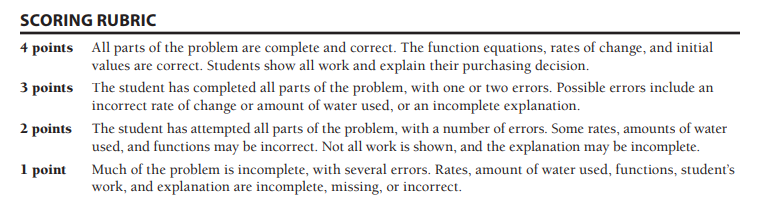 SCORING RUBRIC
4 points All parts of the problem are complete and correct. The function equations, rates of change, and initial
values are correct. Students show all work and explain their purchasing decision.
3 points The student has completed all parts of the problem, with one or two errors. Possible errors include an
incorrect rate of change or amount of water used, or an incomplete explanation.
2 points The student has attempted all parts of the problem, with a number of errors. Some rates, amounts of water
used, and functions may be incorrect. Not all work is shown, and the explanation may be incomplete.
1 point Much of the problem is incomplete, with several errors. Rates, amount of water used, functions, student's
work, and explanation are incomplete, missing, or incorrect.